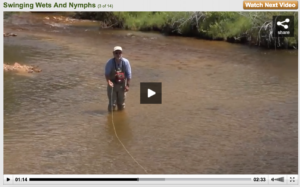 Swinging Wets And Nymphs (5 of 14)
Watch Next Video
share
01:14
02:33